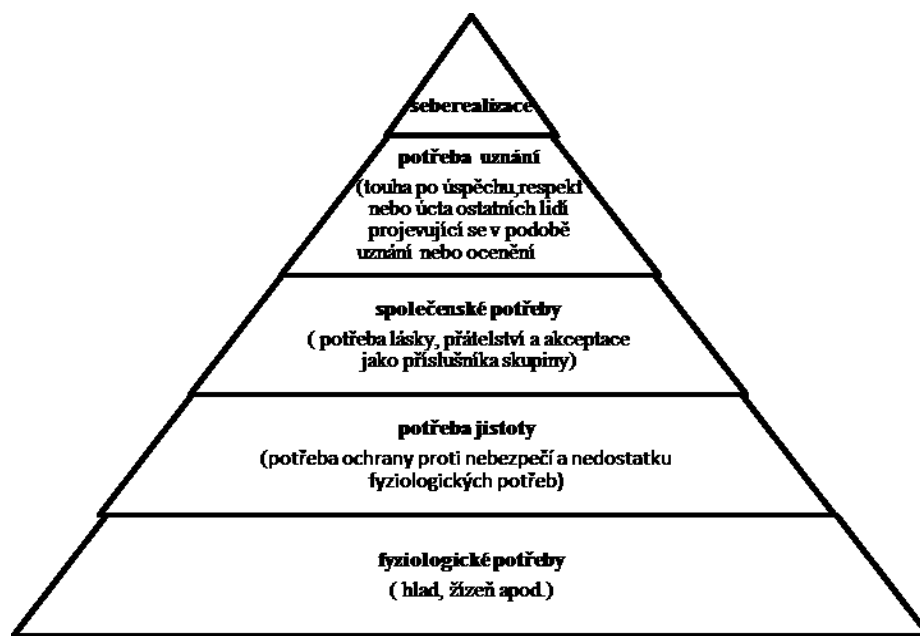 seberealizace
potřeba uznání
(touha po úspěchu,respekt
nebo úcta ostatních lidí
projevující se v podobě
uznání nebo ocenění
společenské potřeby
( potřeba lásky, přátelství a akceptace
jako příslušníka skupiny)
potřeba jistoty
(potřeba ochrany proti nebezpečí a nedostatku
fyziologických potřeb)
fyziologické potřeby
( hlad, žízeň apod.)